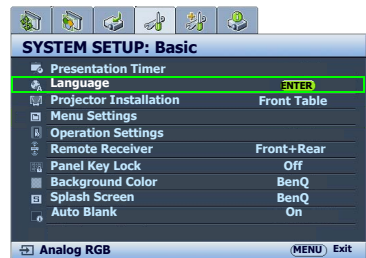 SYSTEM SETUP: Basic
Presentation Timer
Language ENTER
Projector Installation Front Table
Menu Settings
Operation Settings
Remote Receiver Front+Rear
Panel Key Lock Off
Background Color BenQ
Splash Screen BenQ
Auto Blank On
Analog RGB MENU Exit